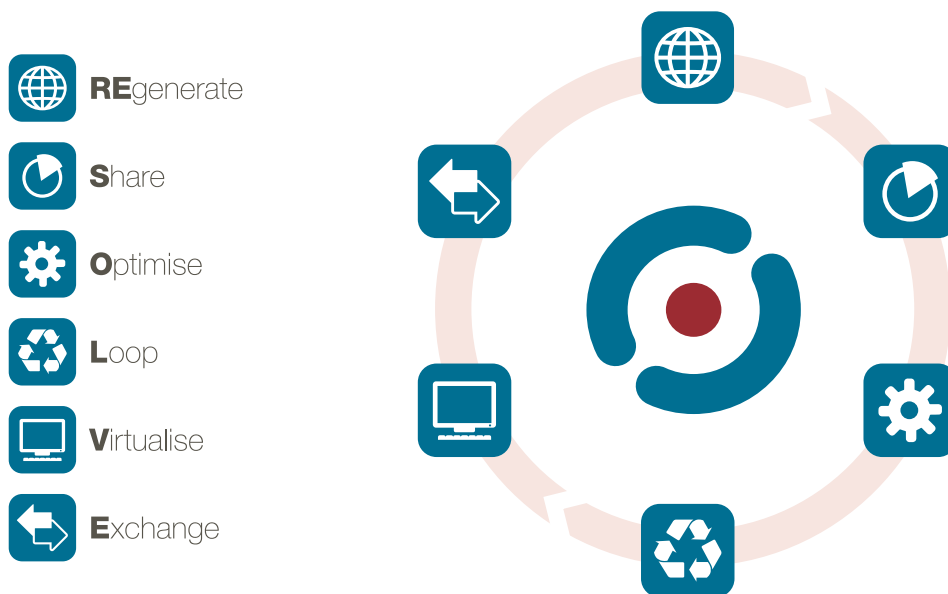 REgenerate
Share
Optimise
Loop
Virtualise
Exchange